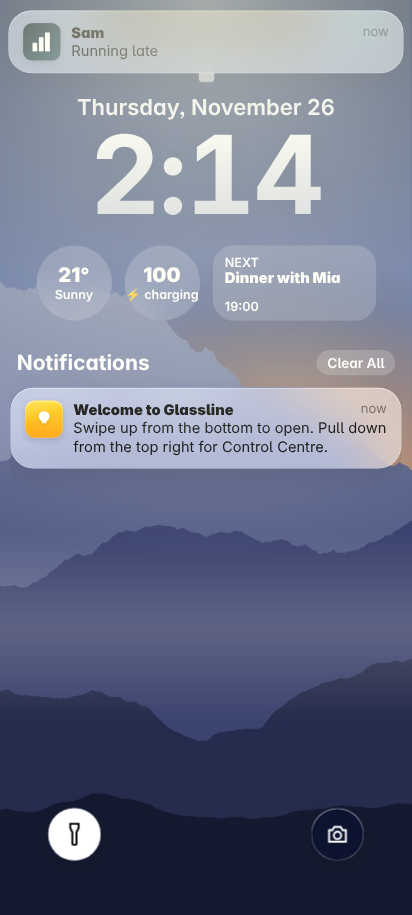 Sam
now
Running late
Thursday, November 26
2:14
21°
Sunny
100
⚡ charging
NEXT
Dinner with Mia
19:00
Notifications
Clear All
Welcome to Glassline
now
Swipe up from the bottom to open. Pull down
from the top right for Control Centre.